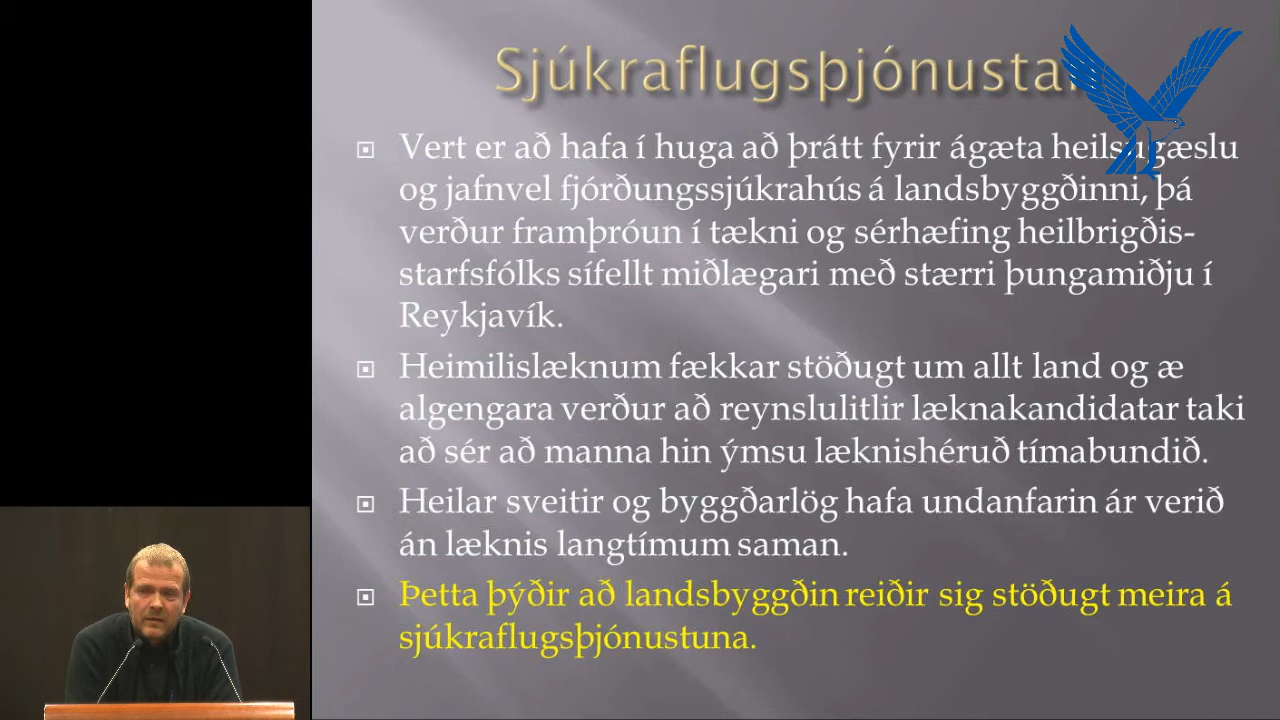 Sjúkraflugsþjónustan
▣ Vert er að hafa í huga að þrátt fyrir ágæta heilsugæslu
og jafnvel fjórðungssjúkrahús á landsbyggðinni, þá
verður framþróun í tækni og sérhæfing heilbrigðis-
starfsfólks sífellt miðlægari með stærri þungamiðju í
Reykjavík.
▣ Heimilislæknum fækkar stöðugt um allt land og æ
algengara verður að reynslulitlir læknakandidatar taki
að sér að manna hin ýmsu læknishéruð tímabundið.
▣ Heilar sveitir og byggðarlög hafa undanfarin ár verið
án læknis langtímum saman.
▣ Þetta þýðir að landsbyggðin reiðir sig stöðugt meira á
sjúkraflugsþjónustuna.